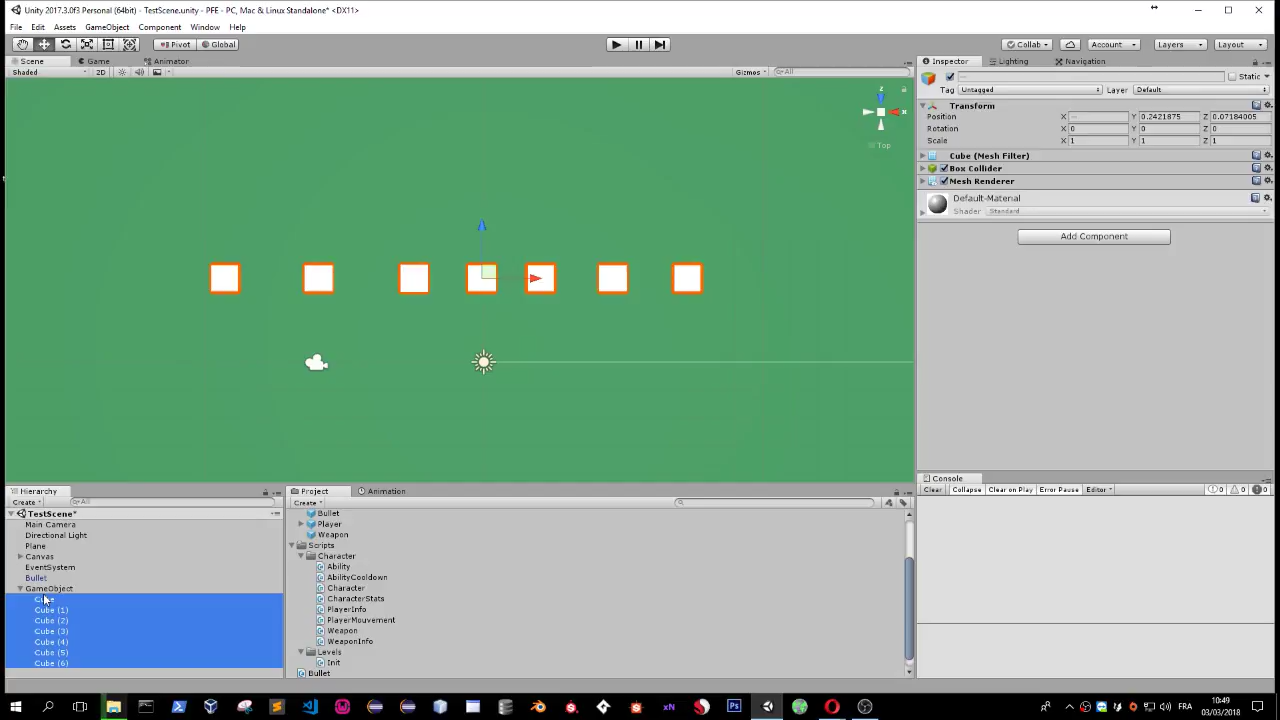 Unity 2017.3.0f3 Personal (64bit) - TestScene.unity - PFE - PC, Mac & Linux Standalone* <DX11>
File Edit Assets GameObject Component Window Help
Pivot Global Collab Account Layers Layout
Scene Game Animator
Shaded 2D Gizmos All
z
x
Top
Inspector Lighting Navigation
Static
Tag Untagged Layer Default
Transform
Position X — Y 0.2421875 Z 0.07184005
Rotation X 0 Y 0 Z 0
Scale X 1 Y 1 Z 1
Cube (Mesh Filter)
Box Collider
Mesh Renderer
Default-Material
Shader Standard
Add Component
Hierarchy
Create All
TestScene*
Main Camera
Directional Light
Plane
Canvas
EventSystem
Bullet
GameObject
Cube (1)
Cube (2)
Cube (3)
Cube (4)
Cube (5)
Cube (6)
Project Animation
Create
Bullet
Player
Weapon
Scripts
Character
Ability
AbilityCooldown
Character
CharacterStats
PlayerInfo
PlayerMouvement
Weapon
WeaponInfo
Levels
Init
Bullet
Console
Clear Collapse Clear on Play Error Pause Editor 0 0 0
FRA
10:49
03/03/2018